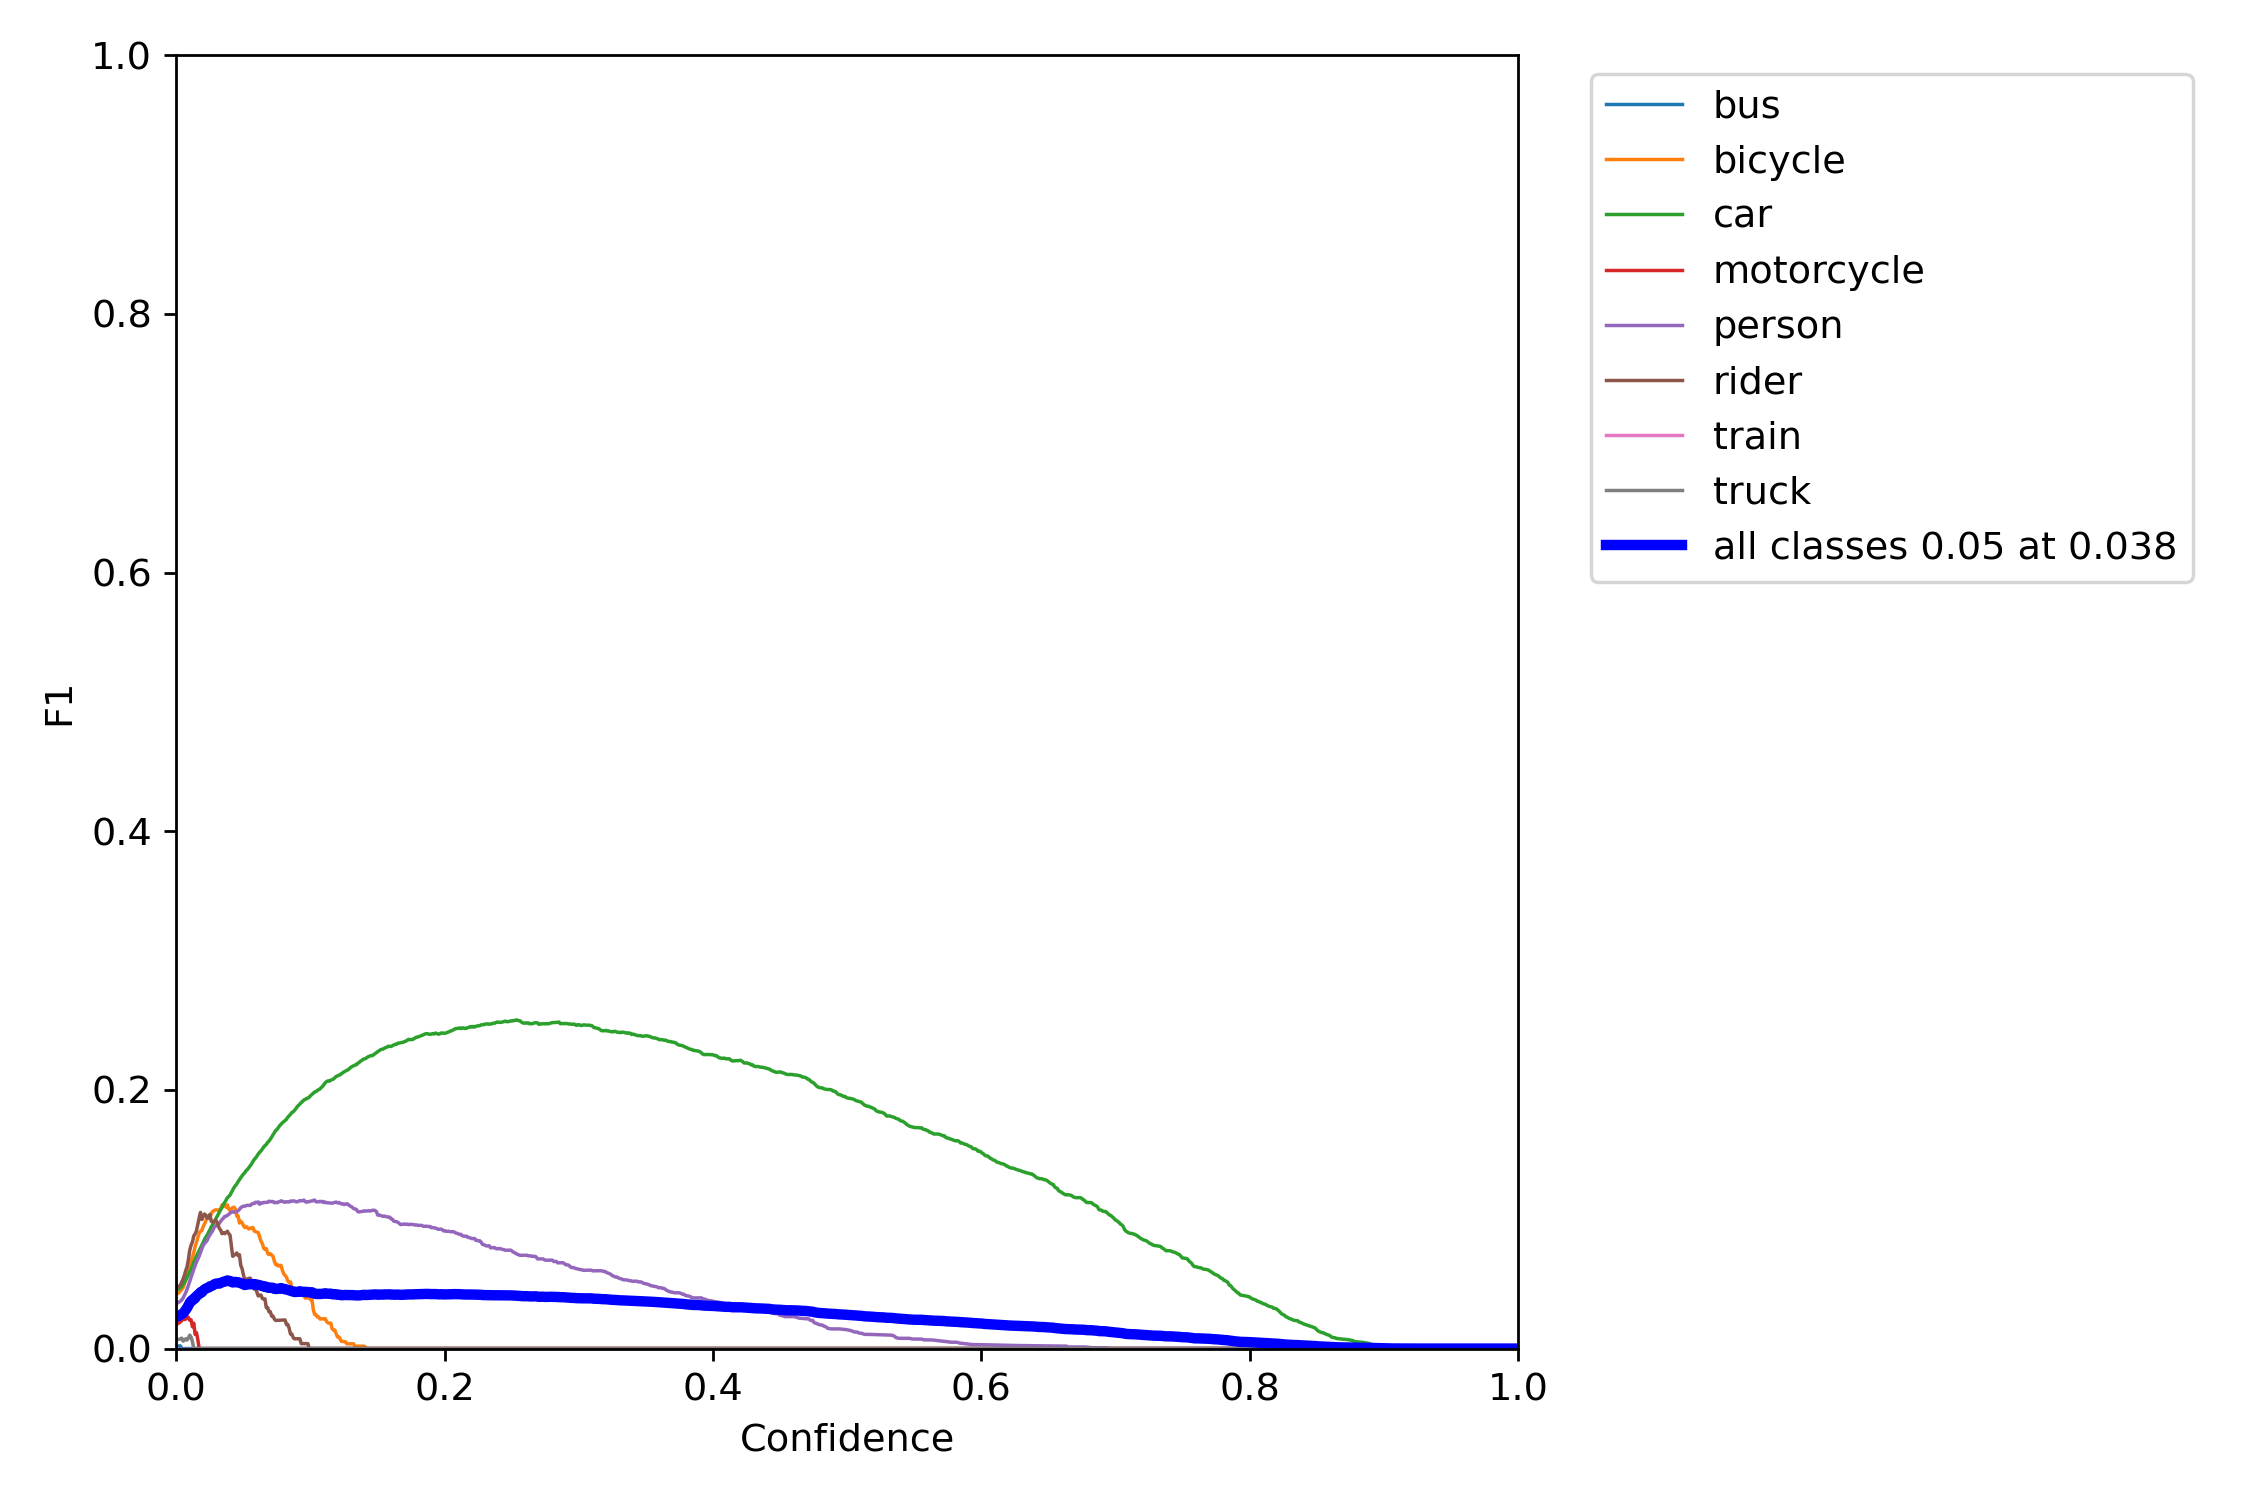 1.0
0.8
0.6
0.4
0.2
0.0
F1
0.0 0.2 0.4 0.6 0.8 1.0
Confidence
bus
bicycle
car
motorcycle
person
rider
train
truck
all classes 0.05 at 0.038